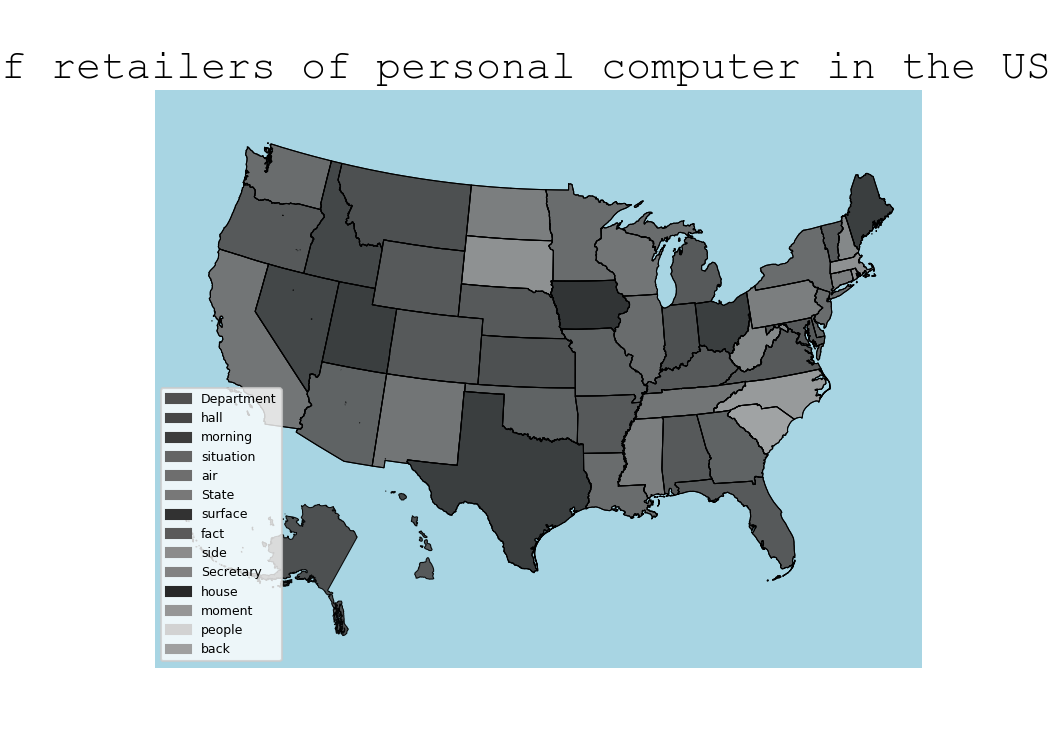 f retailers of personal computer in the US
Department
hall
morning
situation
air
State
surface
fact
side
Secretary
house
moment
people
back